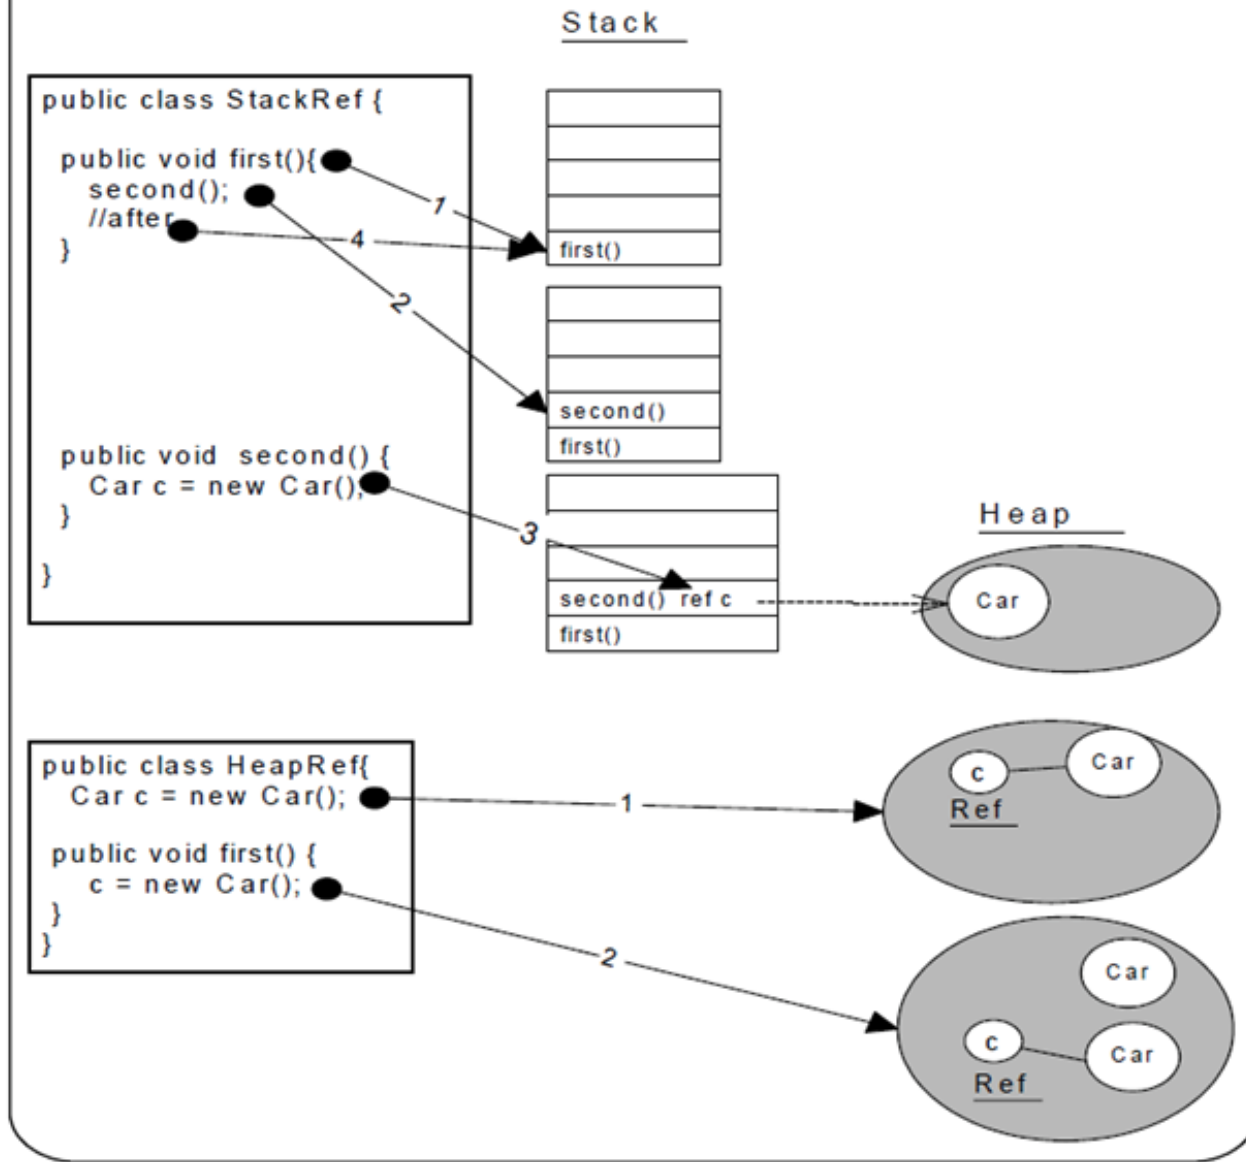 Stack
public class StackRef {
public void first(){
second();
//after
}
public void second() {
Car c = new Car();
}
}
1
4
2
3
first()
second()
first()
second() ref c
first()
Heap
Car
public class HeapRef{
Car c = new Car();
public void first() {
c = new Car();
}
}
1
2
c
Car
Ref
Car
c
Car
Ref